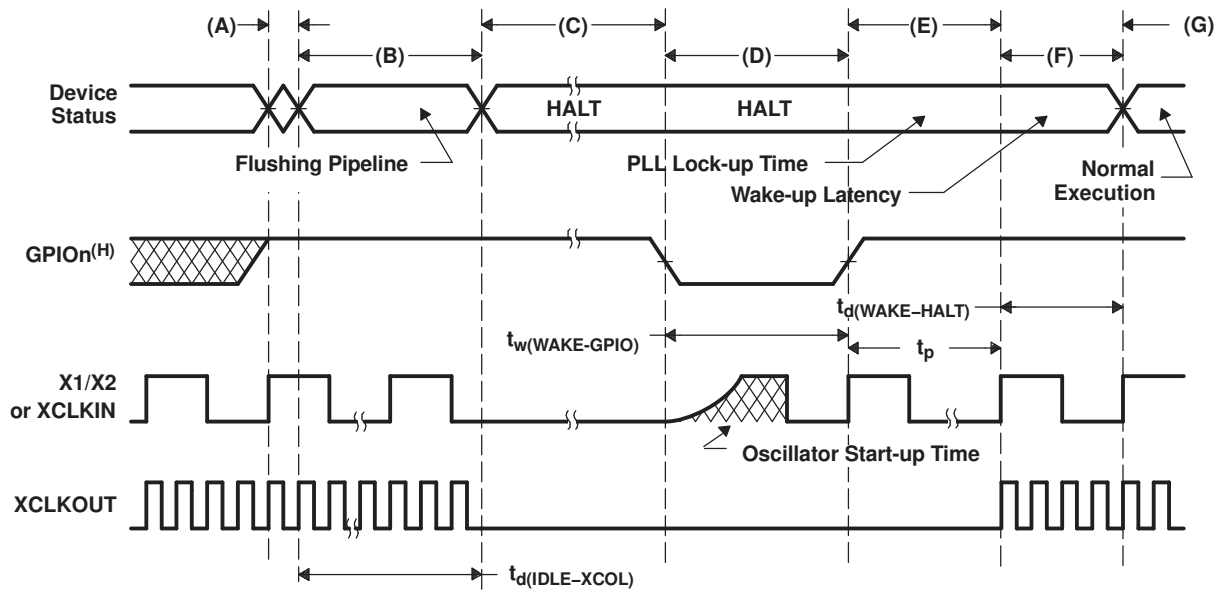 (A)
(B)
(C)
(D)
(E)
(F)
(G)
Device
Status
HALT
HALT
Flushing Pipeline
PLL Lock-up Time
Wake-up Latency
Normal
Execution
GPIOn(H)
td(WAKE−HALT)
tw(WAKE-GPIO)
tp
X1/X2
or XCLKIN
Oscillator Start-up Time
XCLKOUT
td(IDLE−XCOL)